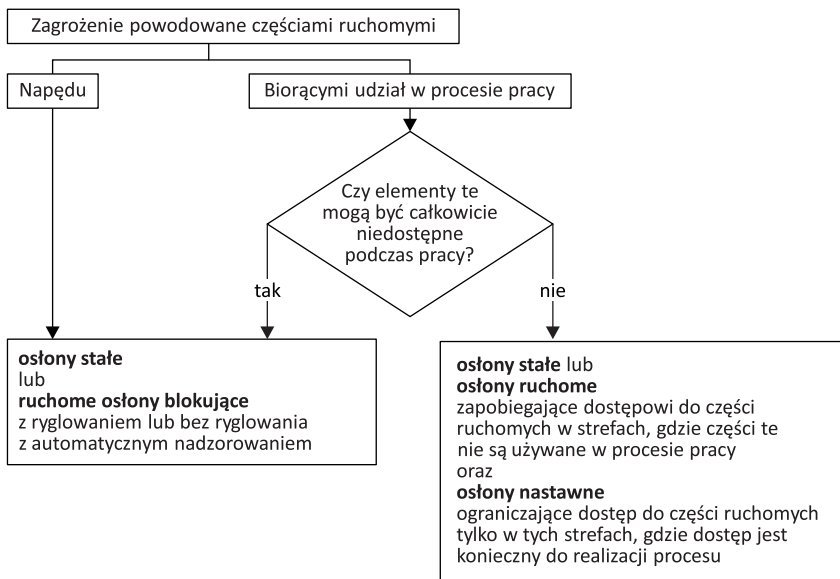 Zagrożenie powodowane częściami ruchomymi
Napędu
Biorącymi udział w procesie pracy
Czy elementy te
mogą być całkowicie
niedostępne
podczas pracy?
tak
nie
osłony stałe
lub
ruchome osłony blokujące
z ryglowaniem lub bez ryglowania
z automatycznym nadzorowaniem
osłony stałe lub
osłony ruchome
zapobiegające dostępowi do części
ruchomych w strefach, gdzie części te
nie są używane w procesie pracy
oraz
osłony nastawne
ograniczające dostęp do części ruchomych
tylko w tych strefach, gdzie dostęp jest
konieczny do realizacji procesu